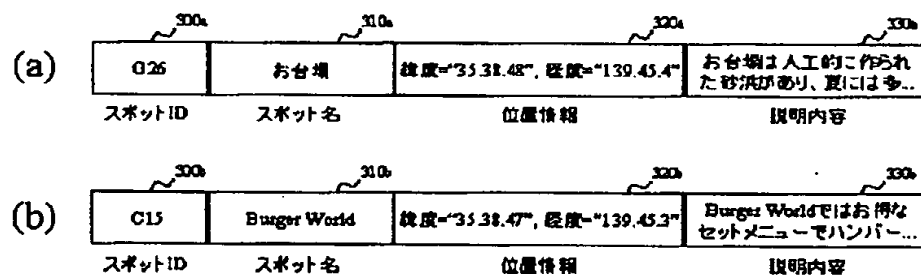 300a 310a 320a 330a
(a) G26 お台場 緯度="35.38.48", 経度="139.45.4" お台場は人工的に作られ
た砂浜があり、夏には多...
スポットID スポット名 位置情報 説明内容
300b 310b 320b 330b
(b) C15 Burger World 緯度="35.38.47", 経度="139.45.3" Burger Worldではお得な
セットメニューでハンバー...
スポットID スポット名 位置情報 説明内容